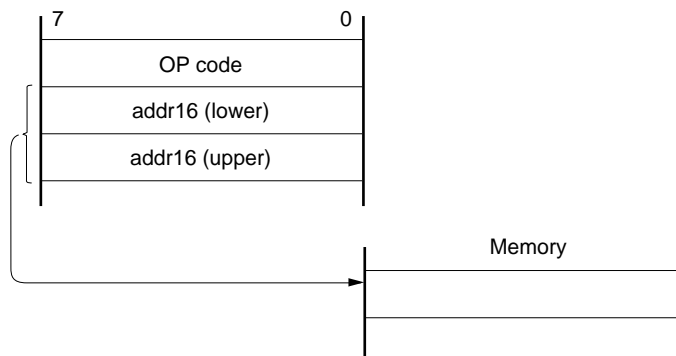 7 0
OP code
addr16 (lower)
addr16 (upper)
Memory